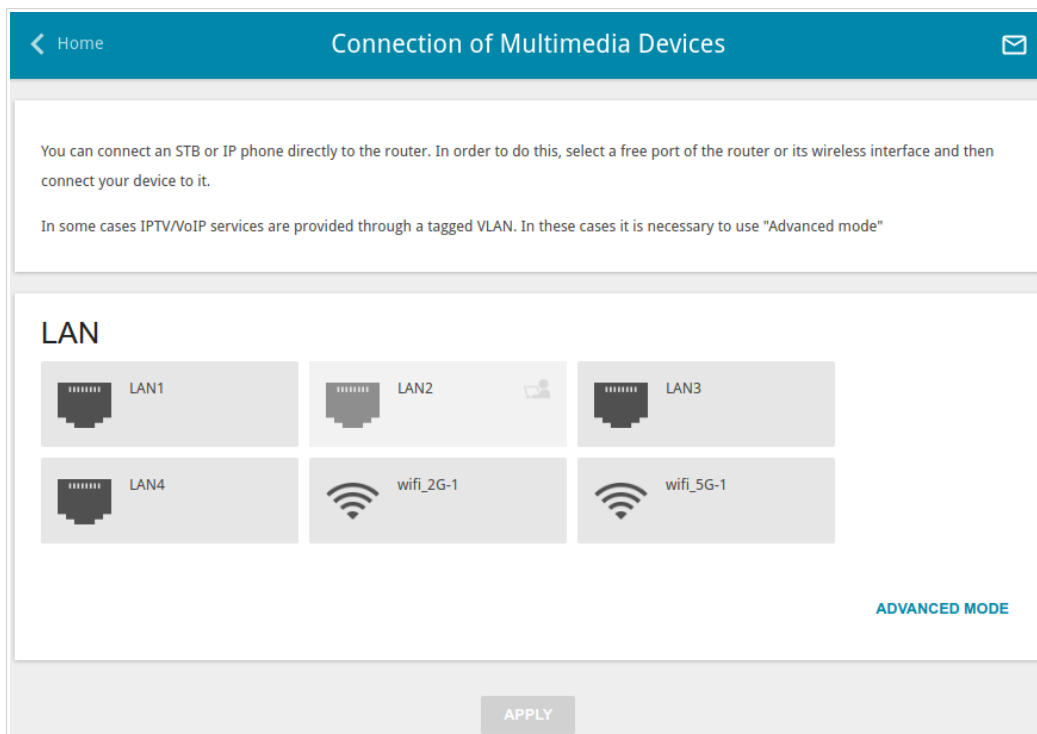 Home
Connection of Multimedia Devices
You can connect an STB or IP phone directly to the router. In order to do this, select a free port of the router or its wireless interface and then
connect your device to it.
In some cases IPTV/VoIP services are provided through a tagged VLAN. In these cases it is necessary to use "Advanced mode"
LAN
LAN1
LAN2
LAN3
LAN4
wifi_2G-1
wifi_5G-1
ADVANCED MODE
APPLY